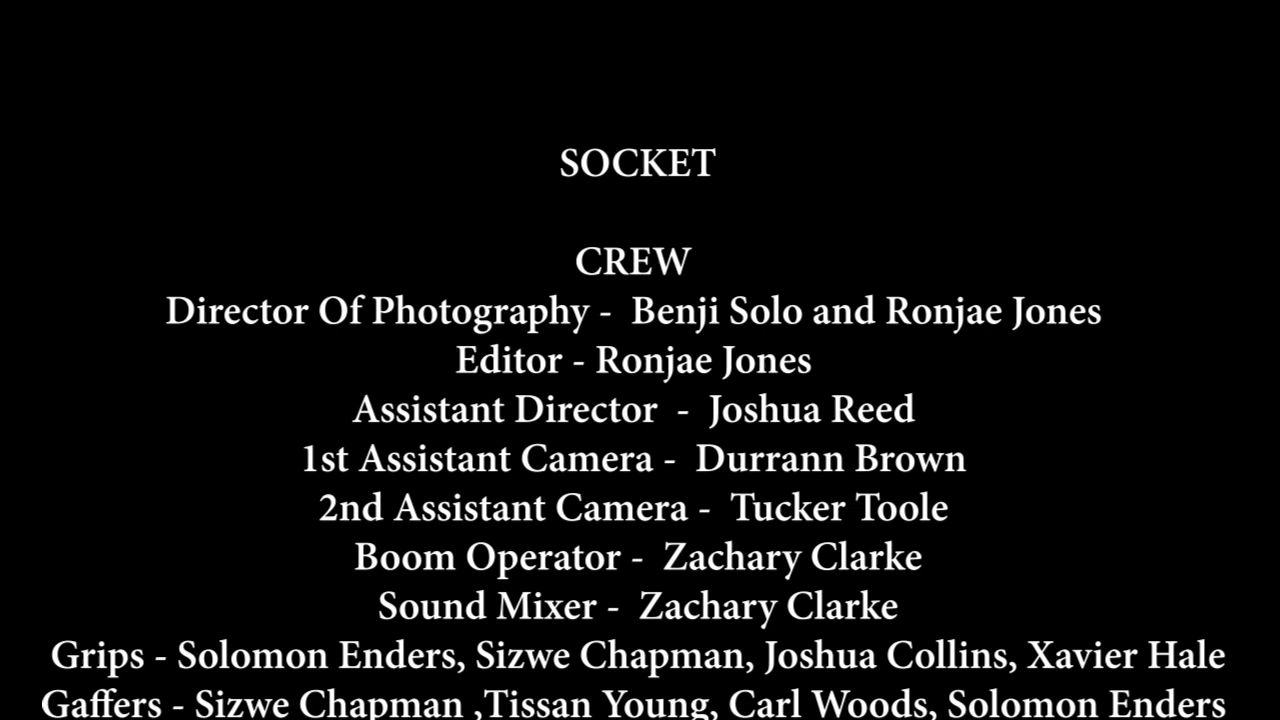 SOCKET
CREW
Director Of Photography -  Benji Solo and Ronjae Jones
Editor - Ronjae Jones
Assistant Director  -  Joshua Reed
1st Assistant Camera -  Durrann Brown
2nd Assistant Camera -  Tucker Toole
Boom Operator -  Zachary Clarke
Sound Mixer -  Zachary Clarke
Grips - Solomon Enders, Sizwe Chapman, Joshua Collins, Xavier Hale
Gaffers - Sizwe Chapman ,Tissan Young, Carl Woods, Solomon Enders